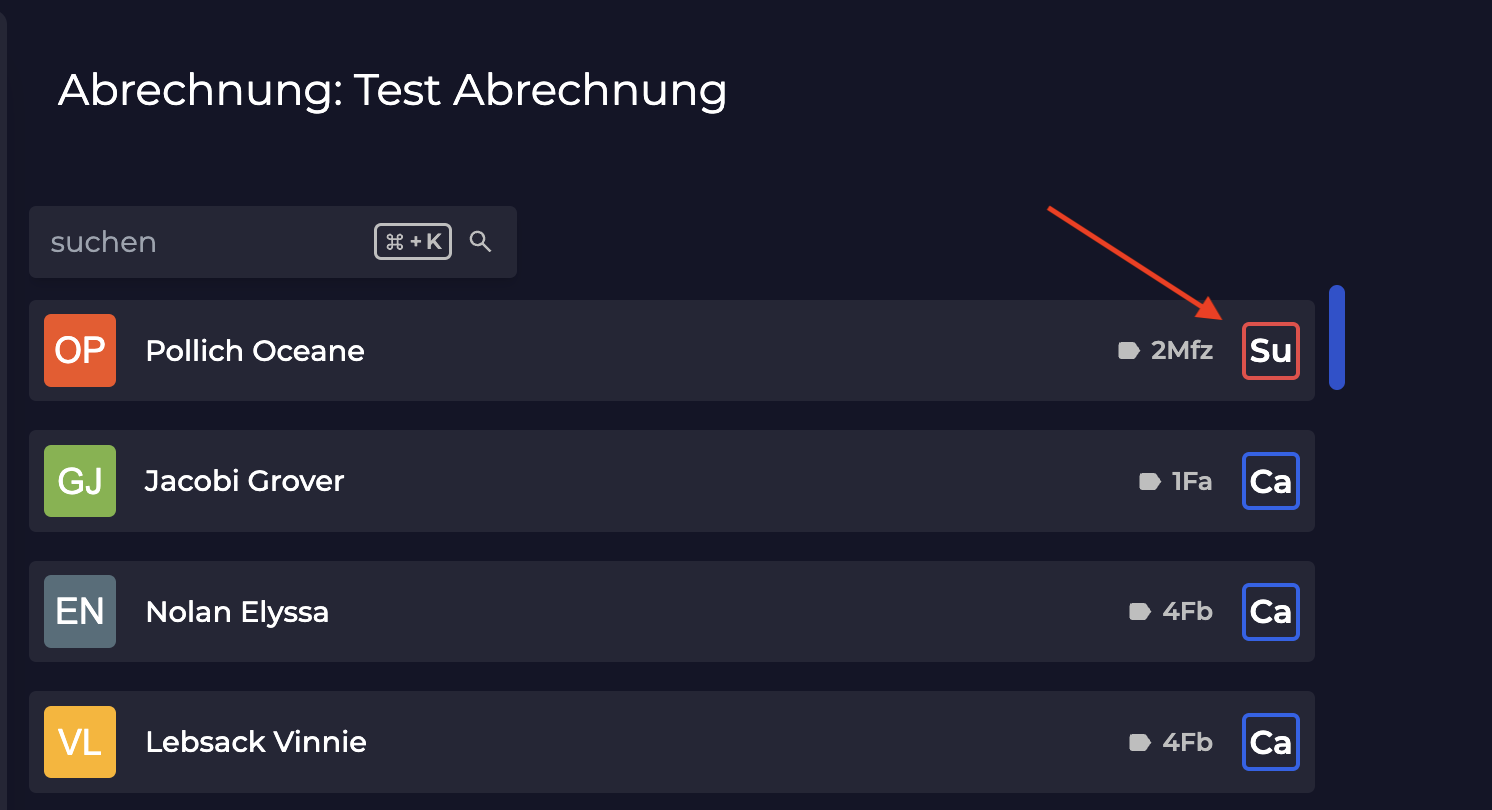 Abrechnung: Test Abrechnung
suchen ⌘ + K
OP Pollich Oceane 2Mfz Su
GJ Jacobi Grover 1Fa Ca
EN Nolan Elyssa 4Fb Ca
VL Lebsack Vinnie 4Fb Ca